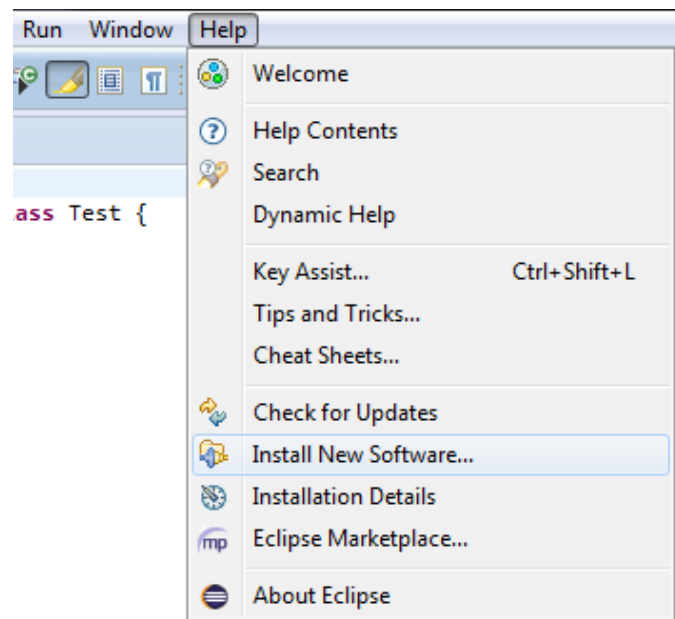 Run Window Help
Welcome
Help Contents
Search
ass Test {
Dynamic Help
Key Assist... Ctrl+Shift+L
Tips and Tricks...
Cheat Sheets...
Check for Updates
Install New Software...
Installation Details
mp Eclipse Marketplace...
About Eclipse